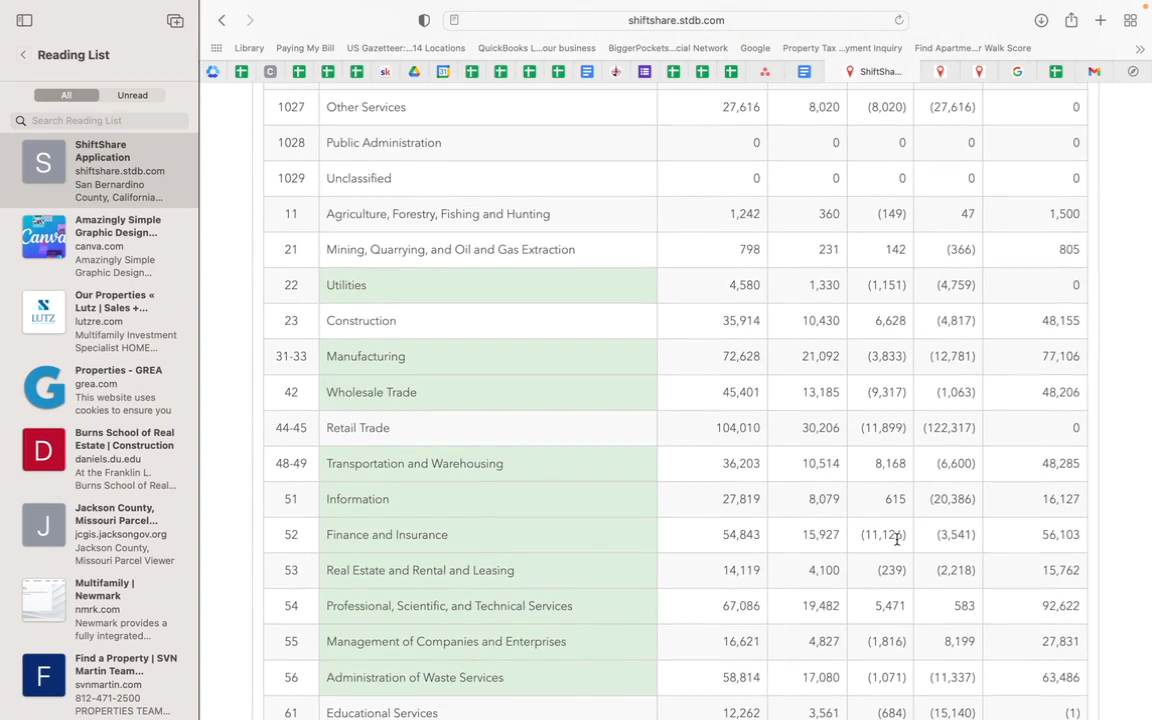 shiftshare.stdb.com
Library Paying My Bill US Gazetteer:...14 Locations QuickBooks L...our business BiggerPockets...cial Network Google Property Tax ...yment Inquiry Find Apartme...r Walk Score
Reading List
All Unread
Search Reading List
S
ShiftShare
Application
shiftshare.stdb.com
San Bernardino
County, California...
Canva
Amazingly Simple
Graphic Design...
canva.com
Amazingly Simple
Graphic Design...
LUTZ
Our Properties «
Lutz | Sales +...
lutzre.com
Multifamily Investment
Specialist HOME...
G
Properties - GREA
grea.com
This website uses
cookies to ensure you
D
Burns School of Real
Estate | Construction
daniels.du.edu
At the Franklin L.
Burns School of Real...
J
Jackson County,
Missouri Parcel...
jcgis.jacksongov.org
Jackson County,
Missouri Parcel Viewer
Multifamily |
Newmark
nmrk.com
Newmark provides a
fully integrated...
F
Find a Property | SVN
Martin Team...
svnmartin.com
812-471-2500
PROPERTIES TEAM...
C sk ShiftSha... G
1027 Other Services 27,616 8,020 (8,020) (27,616) 0
1028 Public Administration 0 0 0 0 0
1029 Unclassified 0 0 0 0 0
11 Agriculture, Forestry, Fishing and Hunting 1,242 360 (149) 47 1,500
21 Mining, Quarrying, and Oil and Gas Extraction 798 231 142 (366) 805
22 Utilities 4,580 1,330 (1,151) (4,759) 0
23 Construction 35,914 10,430 6,628 (4,817) 48,155
31-33 Manufacturing 72,628 21,092 (3,833) (12,781) 77,106
42 Wholesale Trade 45,401 13,185 (9,317) (1,063) 48,206
44-45 Retail Trade 104,010 30,206 (11,899) (122,317) 0
48-49 Transportation and Warehousing 36,203 10,514 8,168 (6,600) 48,285
51 Information 27,819 8,079 615 (20,386) 16,127
52 Finance and Insurance 54,843 15,927 (11,126) (3,541) 56,103
53 Real Estate and Rental and Leasing 14,119 4,100 (239) (2,218) 15,762
54 Professional, Scientific, and Technical Services 67,086 19,482 5,471 583 92,622
55 Management of Companies and Enterprises 16,621 4,827 (1,816) 8,199 27,831
56 Administration of Waste Services 58,814 17,080 (1,071) (11,337) 63,486
61 Educational Services 12,262 3,561 (684) (15,140) (1)